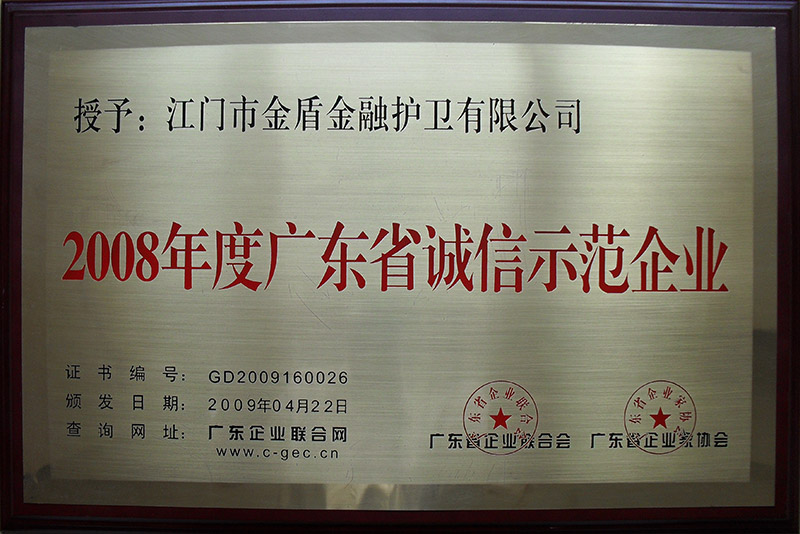 授予：江门市金盾金融护卫有限公司
2008年度广东省诚信示范企业
证书编号：GD2009160026
颁发日期：2009年04月22日
查询网址：广东企业联合网
www.c-gec.cn
广东省企业联合会
广东省企业家协会